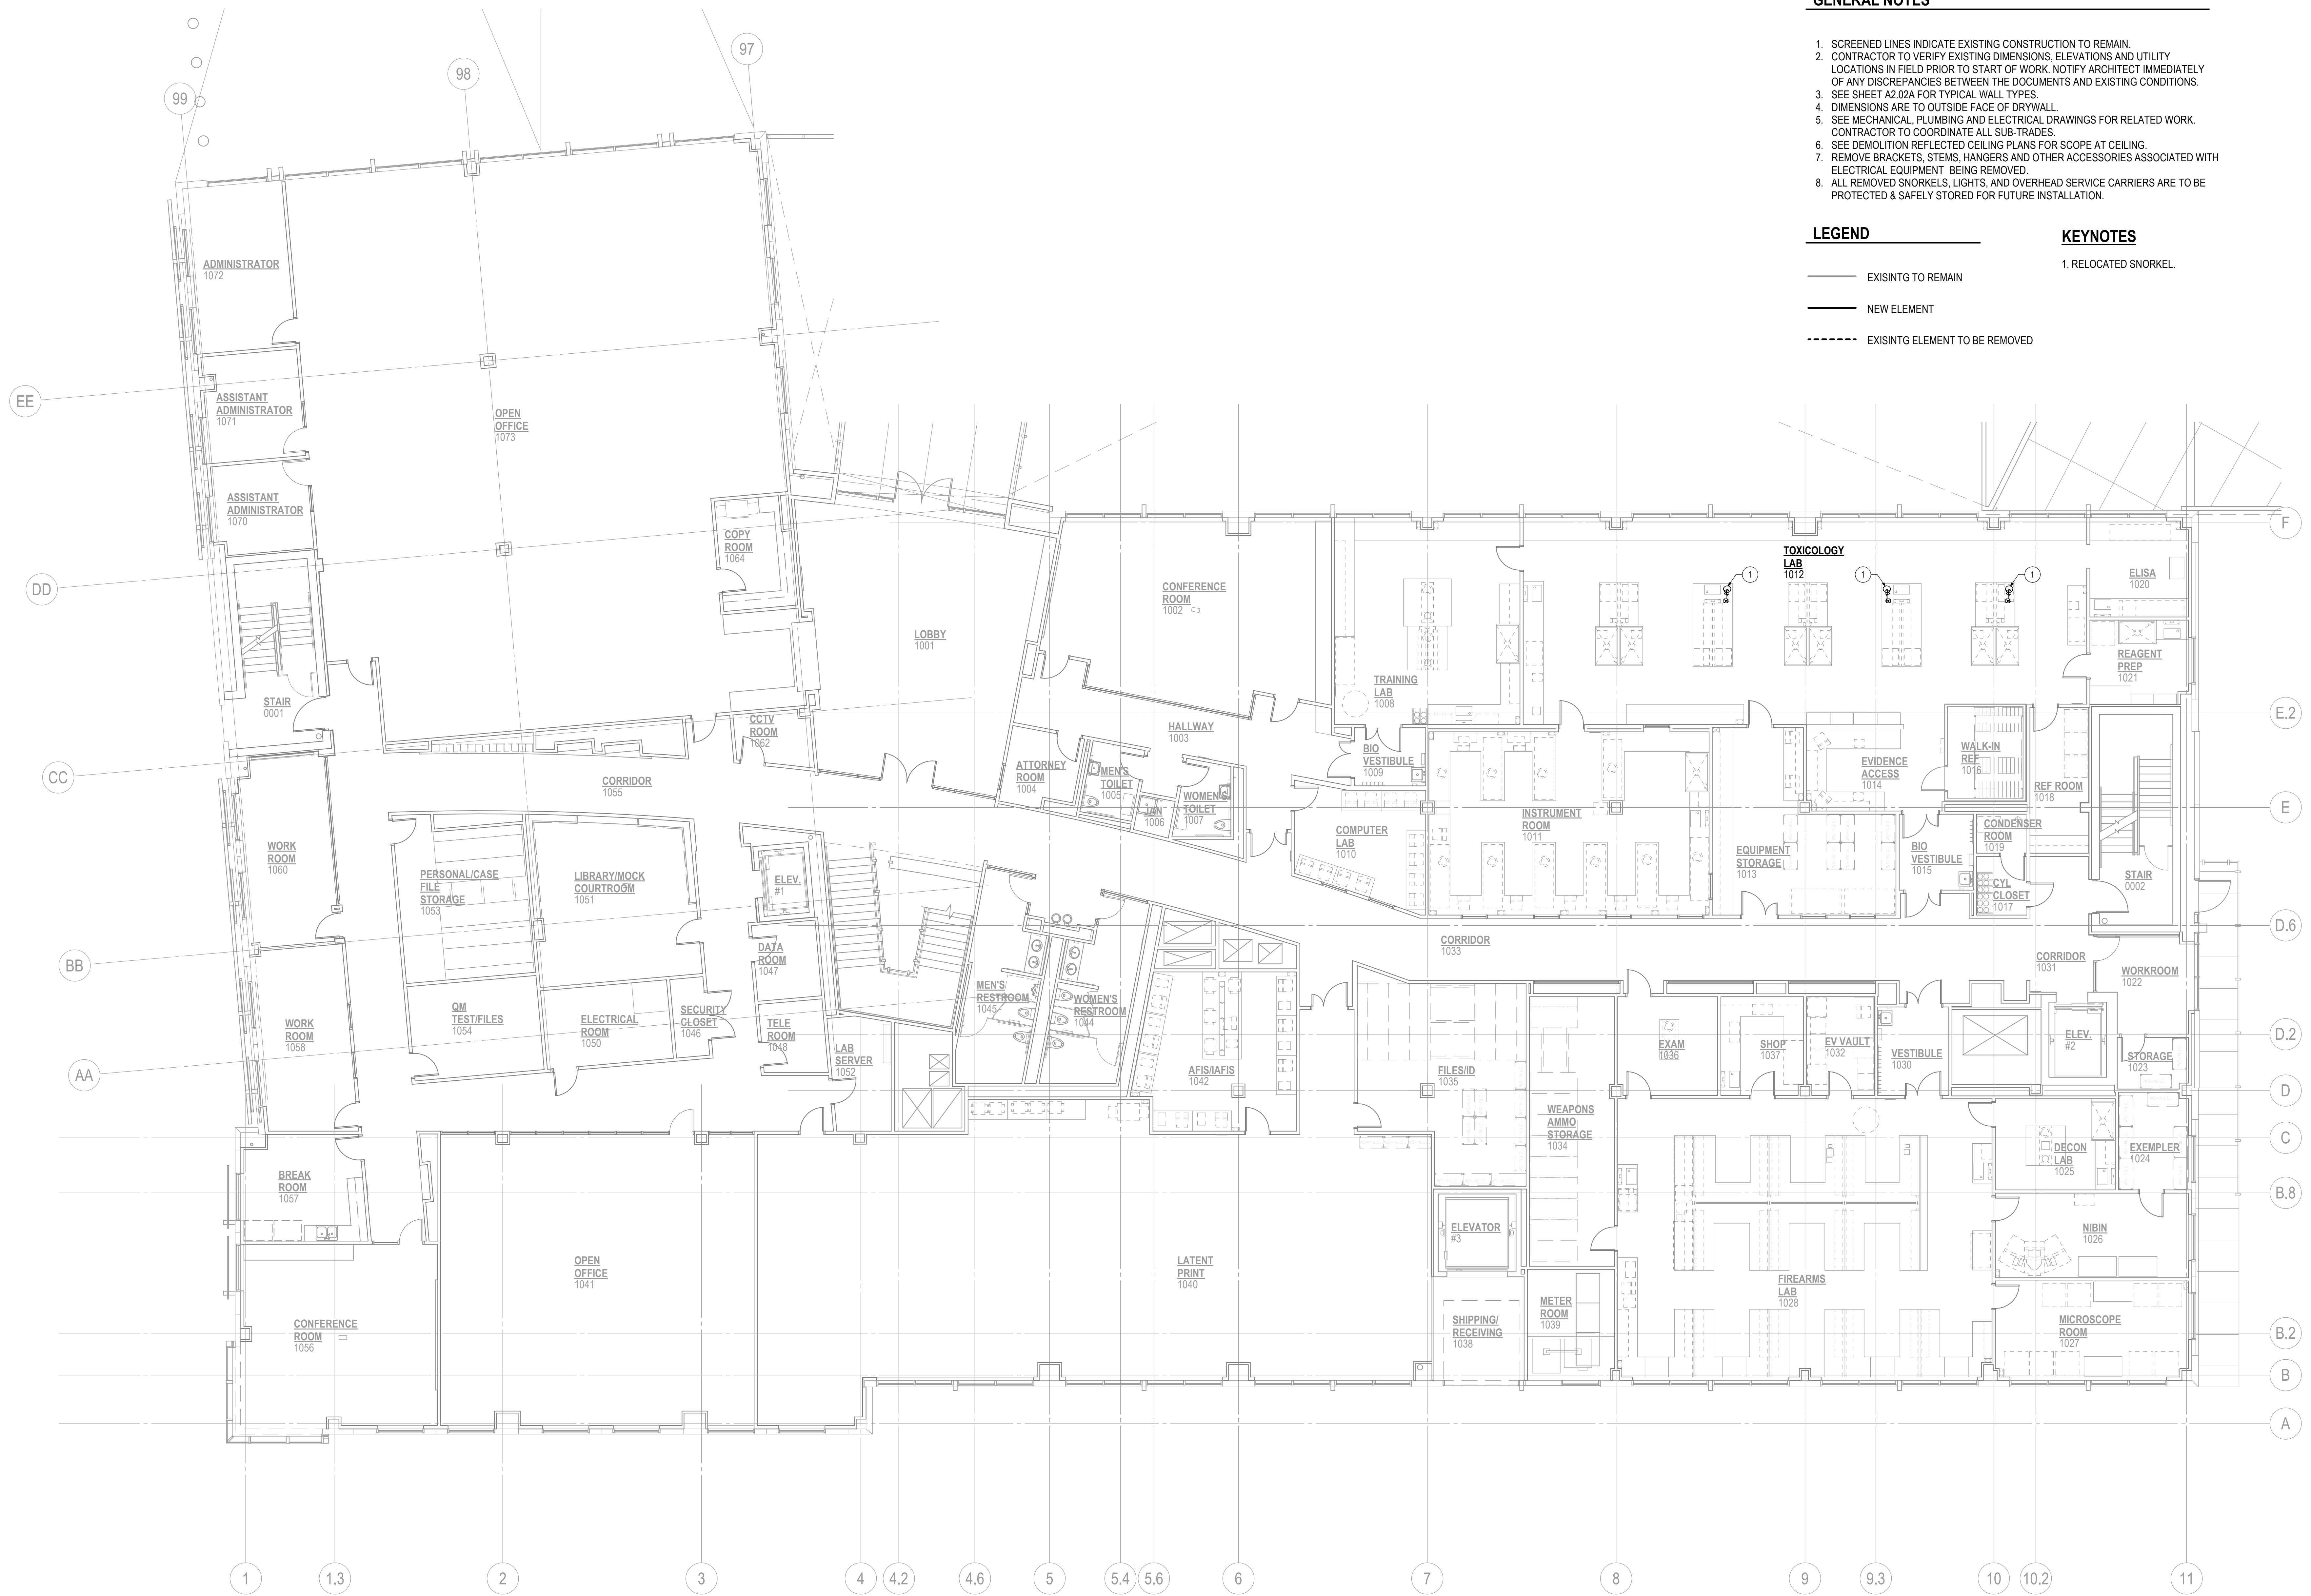 GENERAL NOTES
1. SCREENED LINES INDICATE EXISTING CONSTRUCTION TO REMAIN.
2. CONTRACTOR TO VERIFY EXISTING DIMENSIONS, ELEVATIONS AND UTILITY
LOCATIONS IN FIELD PRIOR TO START OF WORK. NOTIFY ARCHITECT IMMEDIATELY
OF ANY DISCREPANCIES BETWEEN THE DOCUMENTS AND EXISTING CONDITIONS.
3. SEE SHEET A2.02A FOR TYPICAL WALL TYPES.
4. DIMENSIONS ARE TO OUTSIDE FACE OF DRYWALL.
5. SEE MECHANICAL, PLUMBING AND ELECTRICAL DRAWINGS FOR RELATED WORK.
CONTRACTOR TO COORDINATE ALL SUB-TRADES.
6. SEE DEMOLITION REFLECTED CEILING PLANS FOR SCOPE AT CEILING.
7. REMOVE BRACKETS, STEMS, HANGERS AND OTHER ACCESSORIES ASSOCIATED WITH
ELECTRICAL EQUIPMENT BEING REMOVED.
8. ALL REMOVED SNORKELS, LIGHTS, AND OVERHEAD SERVICE CARRIERS ARE TO BE
PROTECTED & SAFELY STORED FOR FUTURE INSTALLATION.
LEGEND
EXISINTG TO REMAIN
NEW ELEMENT
EXISINTG ELEMENT TO BE REMOVED
KEYNOTES
1. RELOCATED SNORKEL.
99
98
97
EE
DD
CC
BB
AA
ADMINISTRATOR
1072
ASSISTANT
ADMINISTRATOR
1071
ASSISTANT
ADMINISTRATOR
1070
OPEN
OFFICE
1073
COPY
ROOM
1064
STAIR
0001
CCTV
ROOM
1062
LOBBY
1001
CONFERENCE
ROOM
1002
HALLWAY
1003
ATTORNEY
ROOM
1004
MEN'S
TOILET
1005
JAN
1006
WOMEN'S
TOILET
1007
TRAINING
LAB
1008
BIO
VESTIBULE
1009
COMPUTER
LAB
1010
INSTRUMENT
ROOM
1011
TOXICOLOGY
LAB
1012
1
1
1
ELISA
1020
REAGENT
PREP
1021
EQUIPMENT
STORAGE
1013
EVIDENCE
ACCESS
1014
WALK-IN
REF
1016
REF ROOM
1018
CONDENSER
ROOM
1019
BIO
VESTIBULE
1015
CYL
CLOSET
1017
STAIR
0002
CORRIDOR
1055
WORK
ROOM
1060
PERSONAL/CASE
FILE
STORAGE
1053
LIBRARY/MOCK
COURTROOM
1051
ELEV.
#1
DATA
ROOM
1047
WORK
ROOM
1058
QM
TEST/FILES
1054
ELECTRICAL
ROOM
1050
SECURITY
CLOSET
1046
TELE
ROOM
1048
LAB
SERVER
1052
MEN'S
RESTROOM
1045
WOMEN'S
RESTROOM
1044
AFIS/IAFIS
1042
CORRIDOR
1033
CORRIDOR
1031
WORKROOM
1022
FILES/ID
1035
EXAM
1036
SHOP
1037
EV VAULT
1032
VESTIBULE
1030
ELEV.
#2
STORAGE
1023
WEAPONS
AMMO
STORAGE
1034
DECON
LAB
1025
EXEMPLER
1024
BREAK
ROOM
1057
CONFERENCE
ROOM
1056
OPEN
OFFICE
1041
LATENT
PRINT
1040
ELEVATOR
#3
SHIPPING/
RECEIVING
1038
METER
ROOM
1039
FIREARMS
LAB
1028
NIBIN
1026
MICROSCOPE
ROOM
1027
F
E.2
E
D.6
D.2
D
C
B.8
B.2
B
A
1
1.3
2
3
4
4.2
4.6
5
5.4
5.6
6
7
8
9
9.3
10
10.2
11